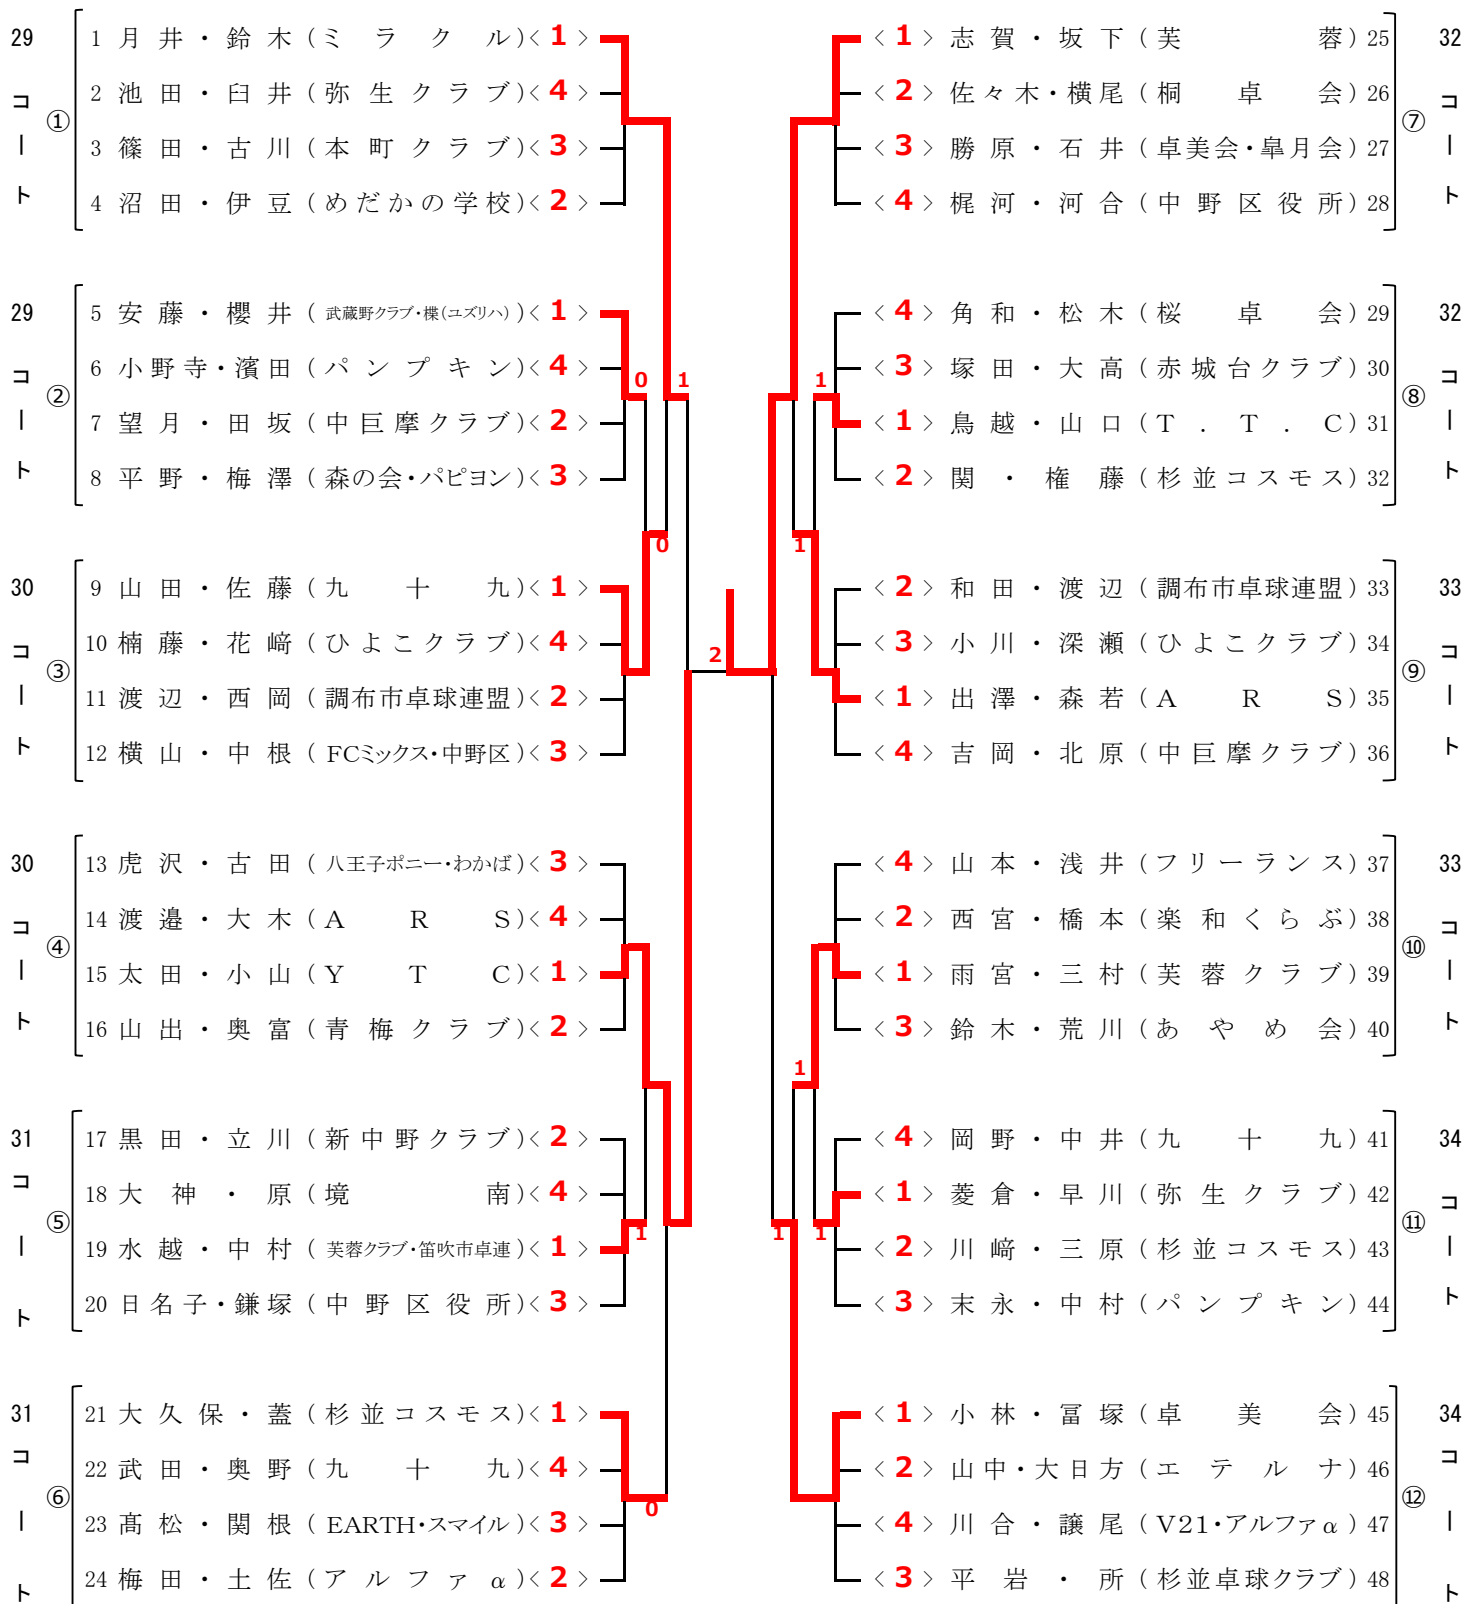 29 コート ①
1 月井・鈴木 (ミラクル) <1>
2 池田・臼井 (弥生クラブ) <4>
3 篠田・古川 (本町クラブ) <3>
4 沼田・伊豆 (めだかの学校) <2>
29 コート ②
5 安藤・櫻井 (武蔵野クラブ・楪(ユズリハ)) <1>
6 小野寺・濱田 (パンプキン) <4>
7 望月・田坂 (中巨摩クラブ) <2>
8 平野・梅澤 (森の会・パピヨン) <3>
30 コート ③
9 山田・佐藤 (九十九) <1>
10 楠藤・花﨑 (ひよこクラブ) <4>
11 渡辺・西岡 (調布市卓球連盟) <2>
12 横山・中根 (FCミックス・中野区) <3>
30 コート ④
13 虎沢・古田 (八王子ポニー・わかば) <3>
14 渡邉・大木 (ARS) <4>
15 太田・小山 (YTC) <1>
16 山出・奥富 (青梅クラブ) <2>
31 コート ⑤
17 黒田・立川 (新中野クラブ) <2>
18 大神・原 (境南) <4>
19 水越・中村 (芙蓉クラブ・笛吹市卓連) <1>
20 日名子・鎌塚 (中野区役所) <3>
31 コート ⑥
21 大久保・蓋 (杉並コスモス) <1>
22 武田・奥野 (九十九) <4>
23 髙松・関根 (EARTH・スマイル) <3>
24 梅田・土佐 (アルファα) <2>
0
1
0
1
0
2
1
1
1
1
1
<1> 志賀・坂下 (芙蓉) 25
<2> 佐々木・横尾 (桐卓会) 26
<3> 勝原・石井 (卓美会・皐月会) 27
<4> 梶河・河合 (中野区役所) 28
32 コート ⑦
<4> 角和・松木 (桜卓会) 29
<3> 塚田・大高 (赤城台クラブ) 30
<1> 鳥越・山口 (T.T.C) 31
<2> 関・権藤 (杉並コスモス) 32
32 コート ⑧
<2> 和田・渡辺 (調布市卓球連盟) 33
<3> 小川・深瀬 (ひよこクラブ) 34
<1> 出澤・森若 (ARS) 35
<4> 吉岡・北原 (中巨摩クラブ) 36
33 コート ⑨
<4> 山本・浅井 (フリーランス) 37
<2> 西宮・橋本 (楽和くらぶ) 38
<1> 雨宮・三村 (芙蓉クラブ) 39
<3> 鈴木・荒川 (あやめ会) 40
33 コート ⑩
<4> 岡野・中井 (九十九) 41
<1> 菱倉・早川 (弥生クラブ) 42
<2> 川﨑・三原 (杉並コスモス) 43
<3> 末永・中村 (パンプキン) 44
34 コート ⑪
<1> 小林・冨塚 (卓美会) 45
<2> 山中・大日方 (エテルナ) 46
<4> 川合・譲尾 (V21・アルファα) 47
<3> 平岩・所 (杉並卓球クラブ) 48
34 コート ⑫